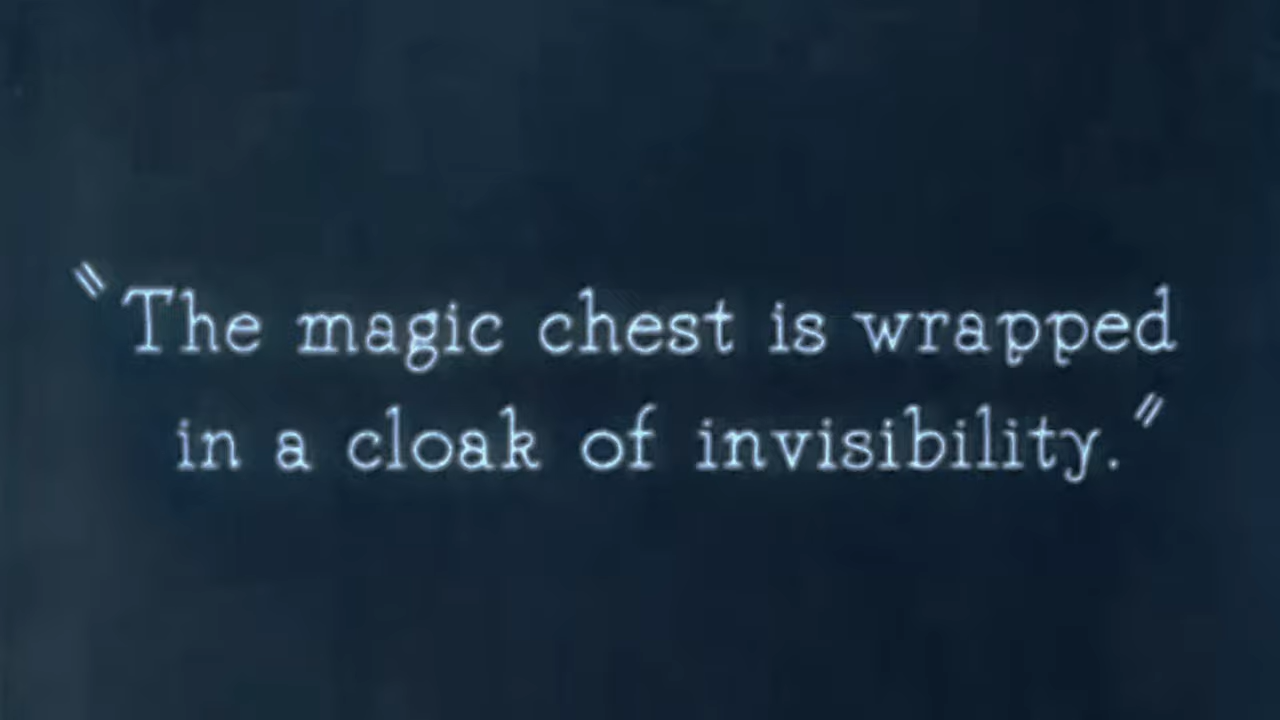 "The magic chest is wrapped
in a cloak of invisibility."